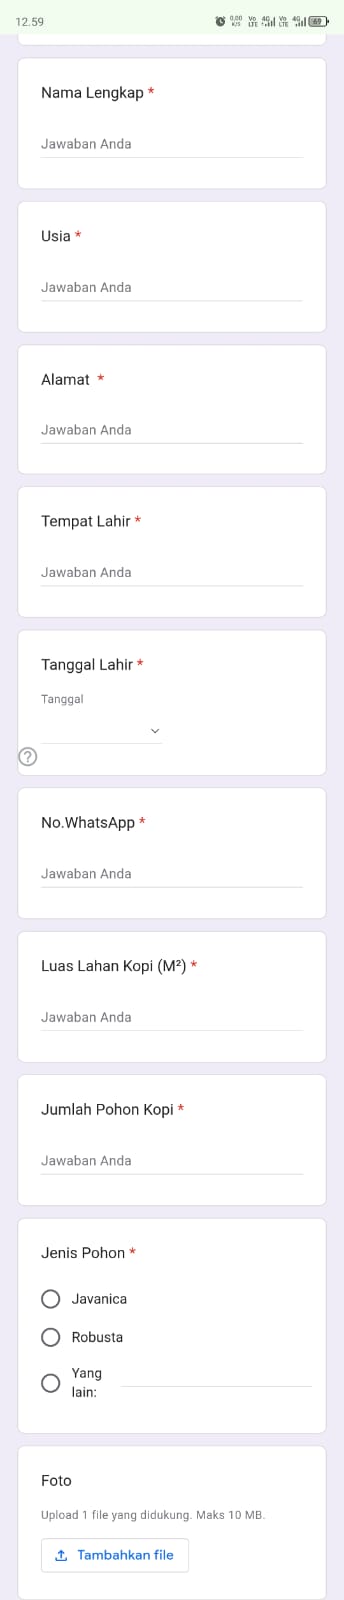 12.59
0,00 K/S Vo LTE 4G Vo LTE 4G 69
Nama Lengkap *
Jawaban Anda
Usia *
Jawaban Anda
Alamat *
Jawaban Anda
Tempat Lahir *
Jawaban Anda
Tanggal Lahir *
Tanggal
?
No.WhatsApp *
Jawaban Anda
Luas Lahan Kopi (M²) *
Jawaban Anda
Jumlah Pohon Kopi *
Jawaban Anda
Jenis Pohon *
Javanica
Robusta
Yang
lain:
Foto
Upload 1 file yang didukung. Maks 10 MB.
Tambahkan file